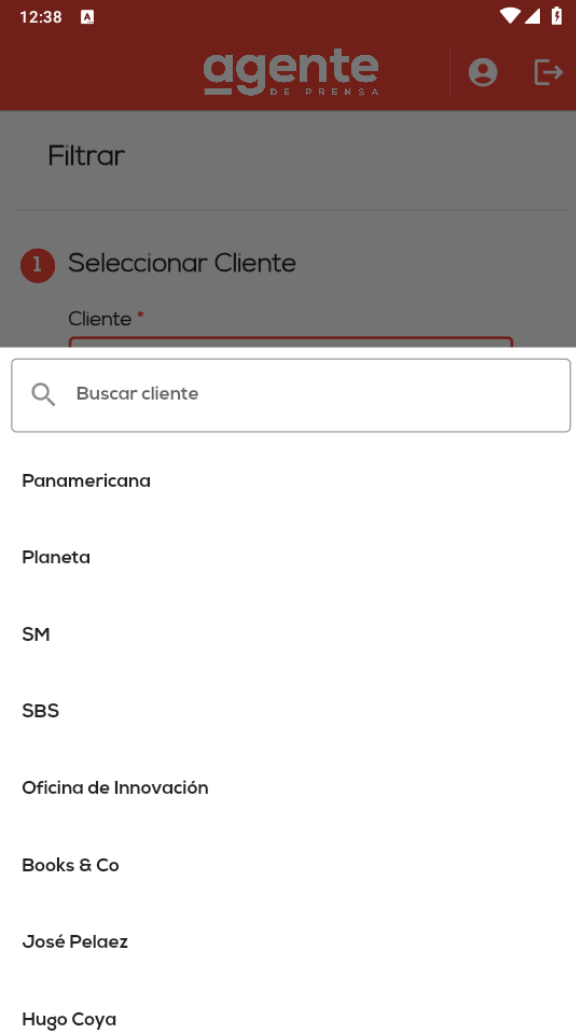 12:38
agente
DE PRENSA
Filtrar
1 Seleccionar Cliente
Cliente *
Buscar cliente
Panamericana
Planeta
SM
SBS
Oficina de Innovación
Books & Co
José Pelaez
Hugo Coya